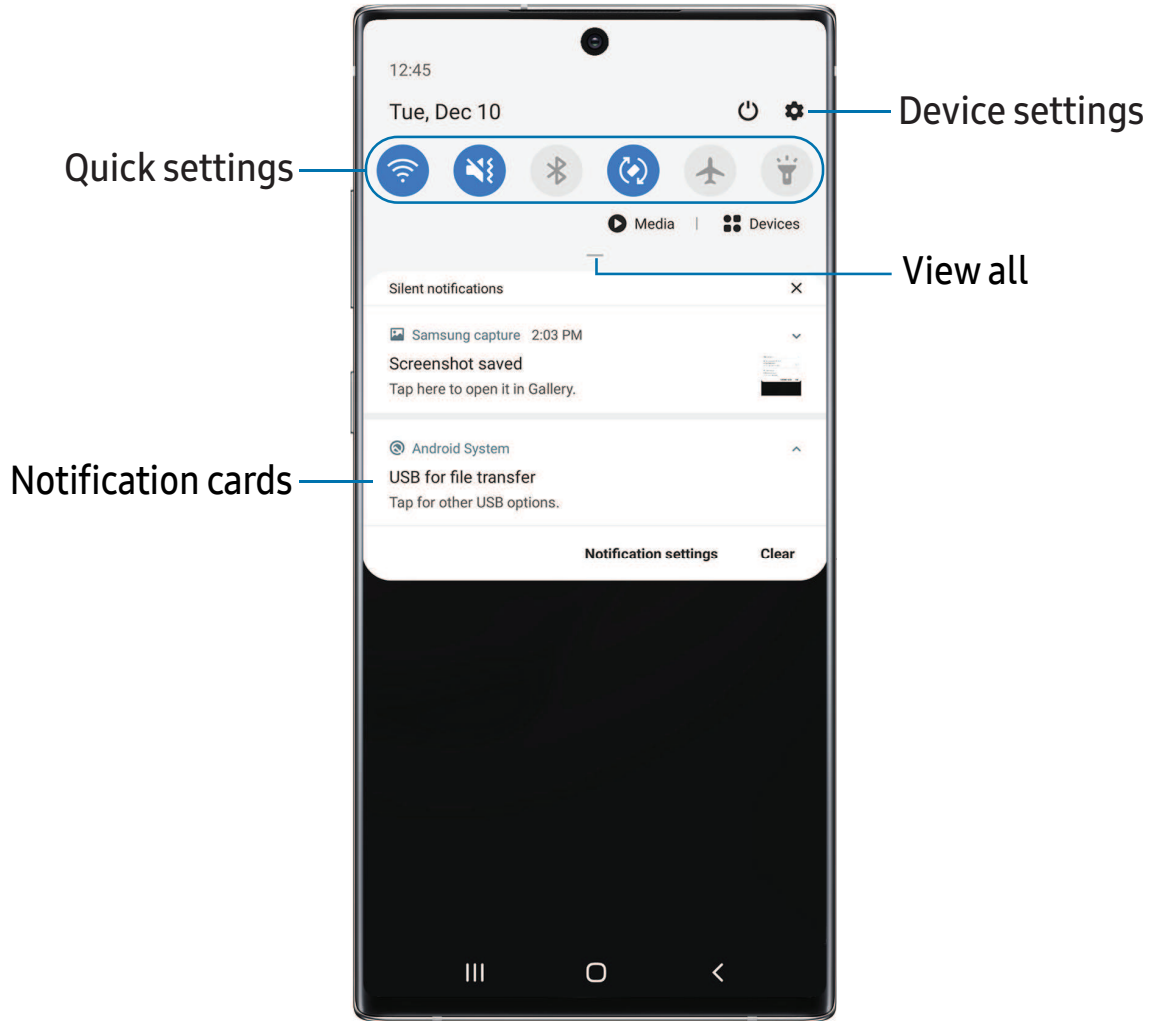 12:45
Tue, Dec 10
Device settings
Quick settings
Media | Devices
View all
Silent notifications
Samsung capture 2:03 PM
Screenshot saved
Tap here to open it in Gallery.
Android System
Notification cards
USB for file transfer
Tap for other USB options.
Notification settings Clear